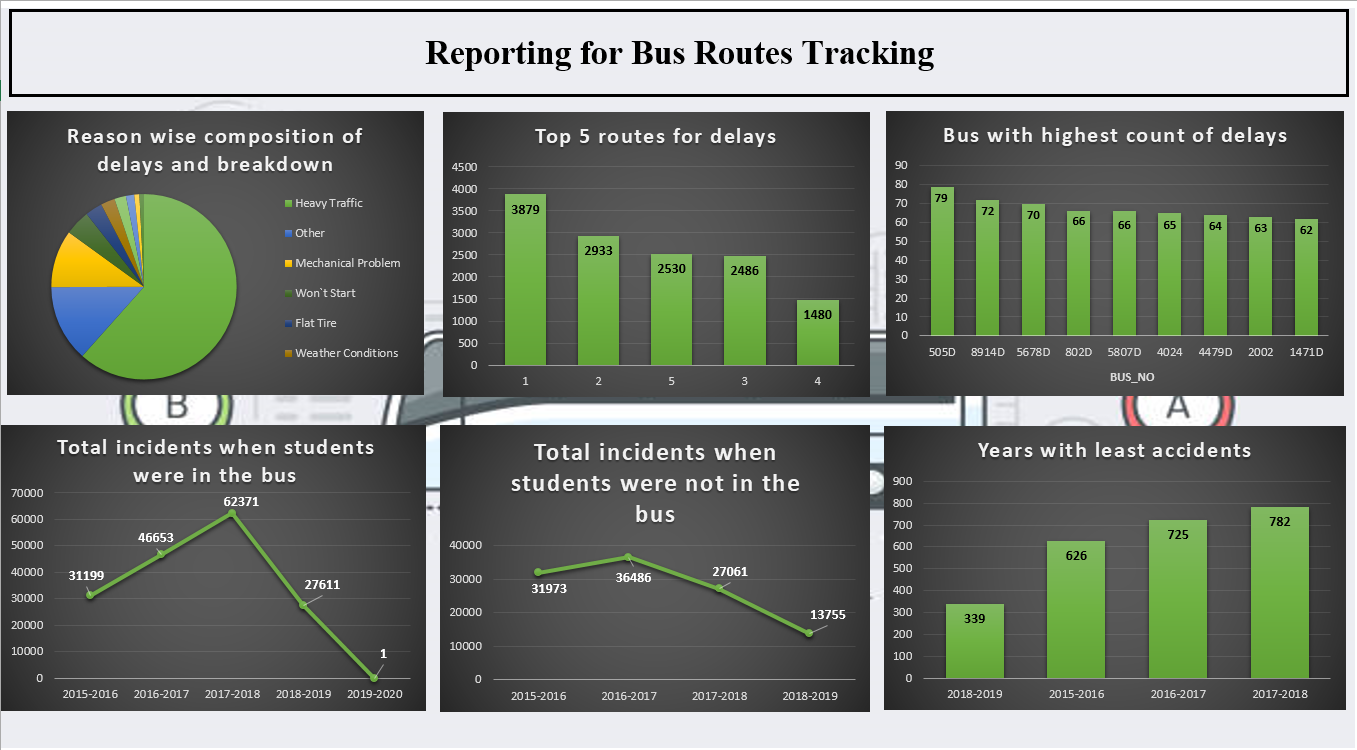 Reporting for Bus Routes Tracking
Reason wise composition of
delays and breakdown
Heavy Traffic
Other
Mechanical Problem
Won`t Start
Flat Tire
Weather Conditions
Top 5 routes for delays
4500
4000
3500
3000
2500
2000
1500
1000
500
0
3879
2933
2530
2486
1480
1 2 5 3 4
Bus with highest count of delays
90
80
70
60
50
40
30
20
10
0
79
72
70
66
66
65
64
63
62
505D 8914D 5678D 802D 5807D 4024 4479D 2002 1471D
BUS_NO
B
A
Total incidents when students
were in the bus
70000
60000
50000
40000
30000
20000
10000
0
31199
46653
62371
27611
1
2015-2016 2016-2017 2017-2018 2018-2019 2019-2020
Total incidents when
students were not in the
bus
40000
30000
20000
10000
0
31973
36486
27061
13755
2015-2016 2016-2017 2017-2018 2018-2019
Years with least accidents
900
800
700
600
500
400
300
200
100
0
339
626
725
782
2018-2019 2015-2016 2016-2017 2017-2018